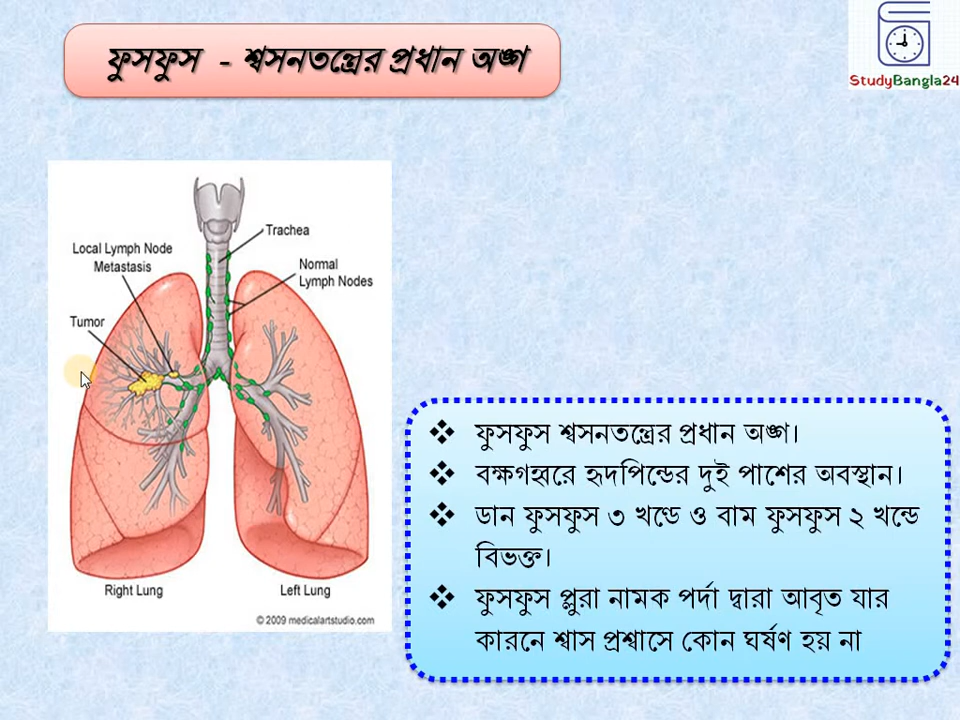 ফুসফুস - শ্বসনতন্ত্রের প্রধান অঙ্গ
StudyBangla24
Trachea
Local Lymph Node
Metastasis
Normal
Lymph Nodes
Tumor
Right Lung
Left Lung
© 2009 medicalartstudio.com
❖ ফুসফুস শ্বসনতন্ত্রের প্রধান অঙ্গ।
❖ বক্ষগহ্বরে হৃদপিন্ডের দুই পাশের অবস্থান।
❖ ডান ফুসফুস ৩ খণ্ডে ও বাম ফুসফুস ২ খন্ডে
বিভক্ত।
❖ ফুসফুস প্লুরা নামক পর্দা দ্বারা আবৃত যার
কারনে শ্বাস প্রশ্বাসে কোন ঘর্ষণ হয় না